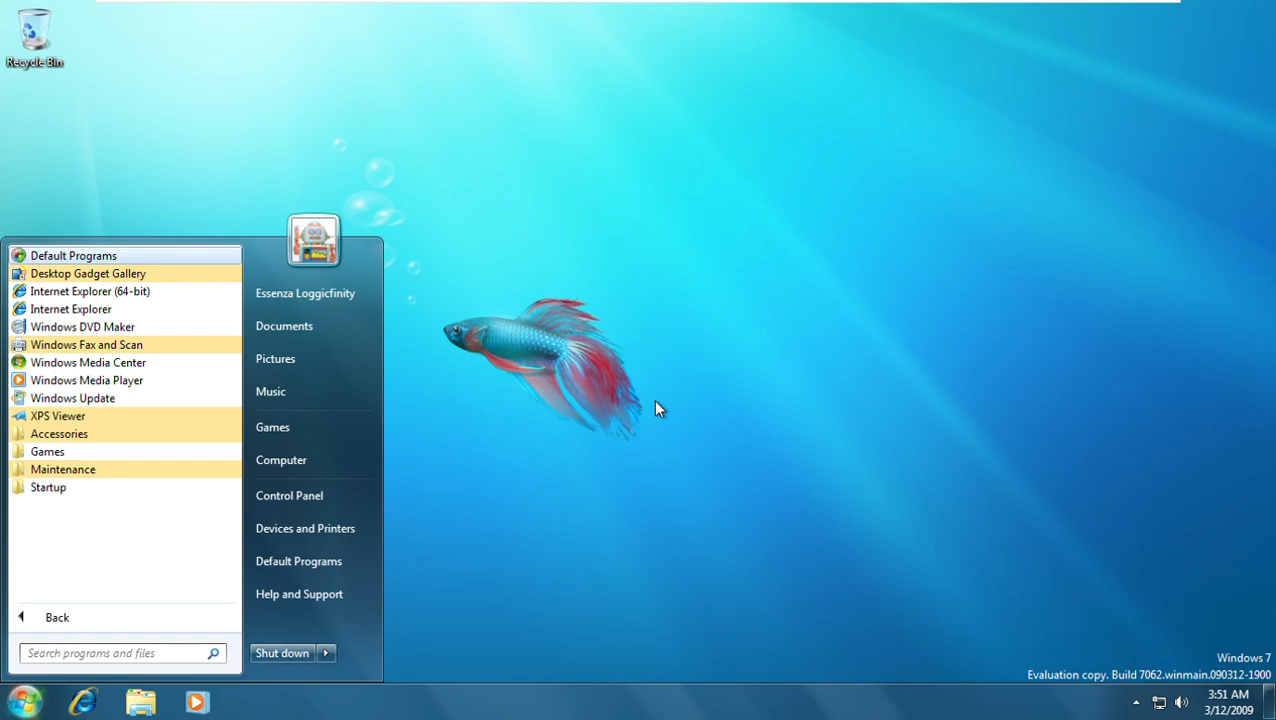 Recycle Bin
Default Programs
Desktop Gadget Gallery
Internet Explorer (64-bit)
Internet Explorer
Windows DVD Maker
Windows Fax and Scan
Windows Media Center
Windows Media Player
Windows Update
XPS Viewer
Accessories
Games
Maintenance
Startup
Back
Search programs and files
Essenza Loggicfinity
Documents
Pictures
Music
Games
Computer
Control Panel
Devices and Printers
Default Programs
Help and Support
Shut down
Windows 7
Evaluation copy. Build 7062.winmain.090312-1900
3:51 AM
3/12/2009